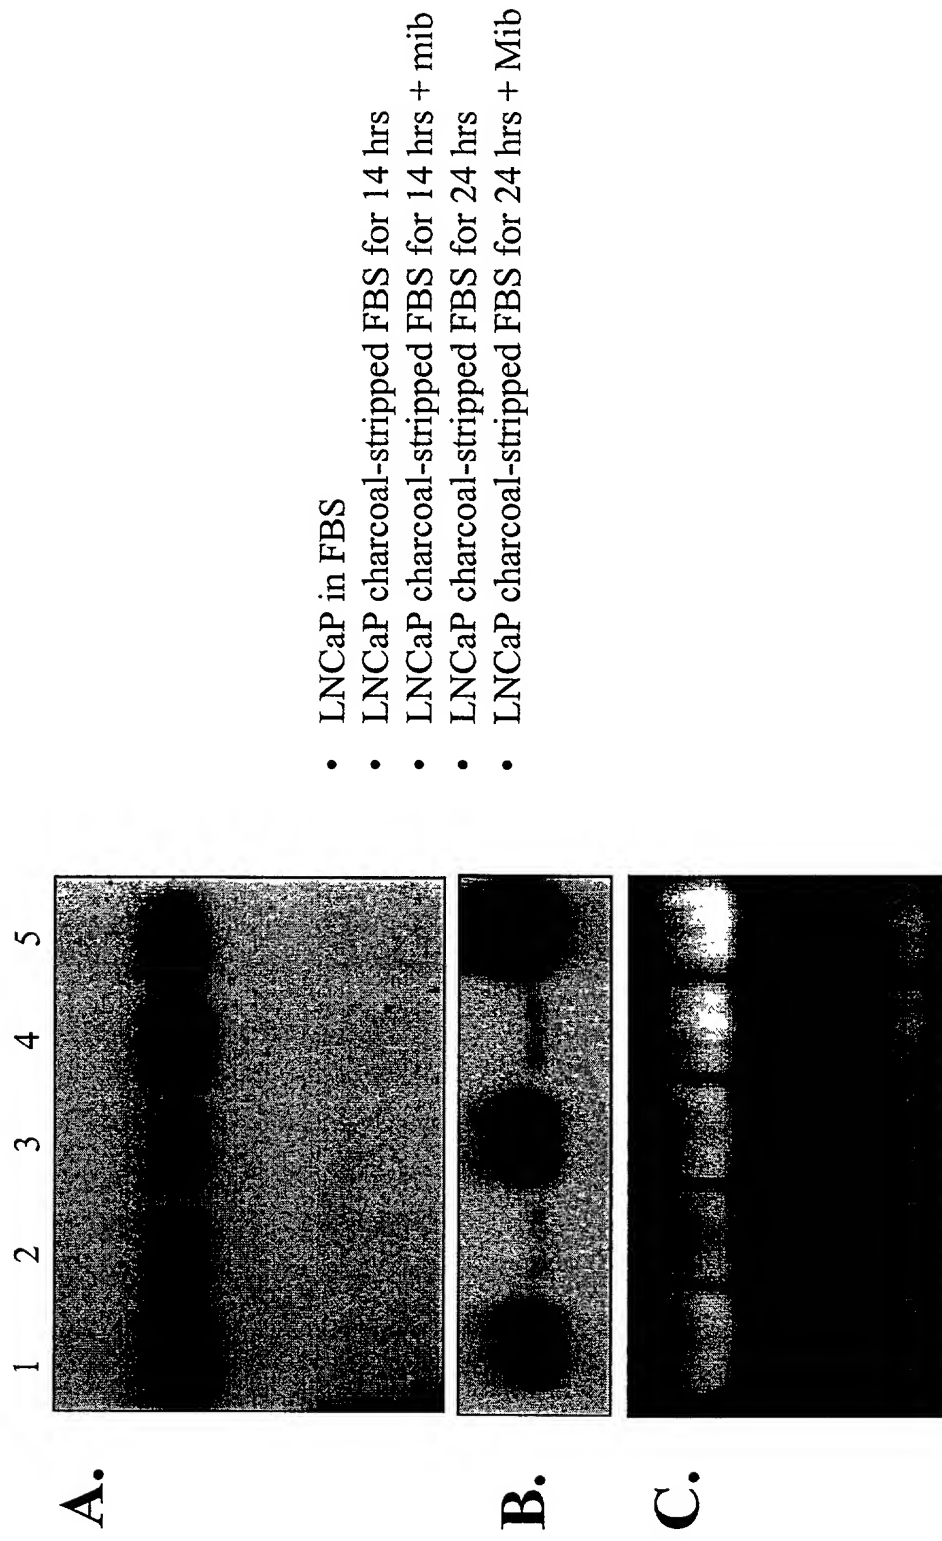 1 2 3 4 5
A.
B.
C.
• LNCaP in FBS
• LNCaP charcoal-stripped FBS for 14 hrs
• LNCaP charcoal-stripped FBS for 14 hrs + mib
• LNCaP charcoal-stripped FBS for 24 hrs
• LNCaP charcoal-stripped FBS for 24 hrs + Mib